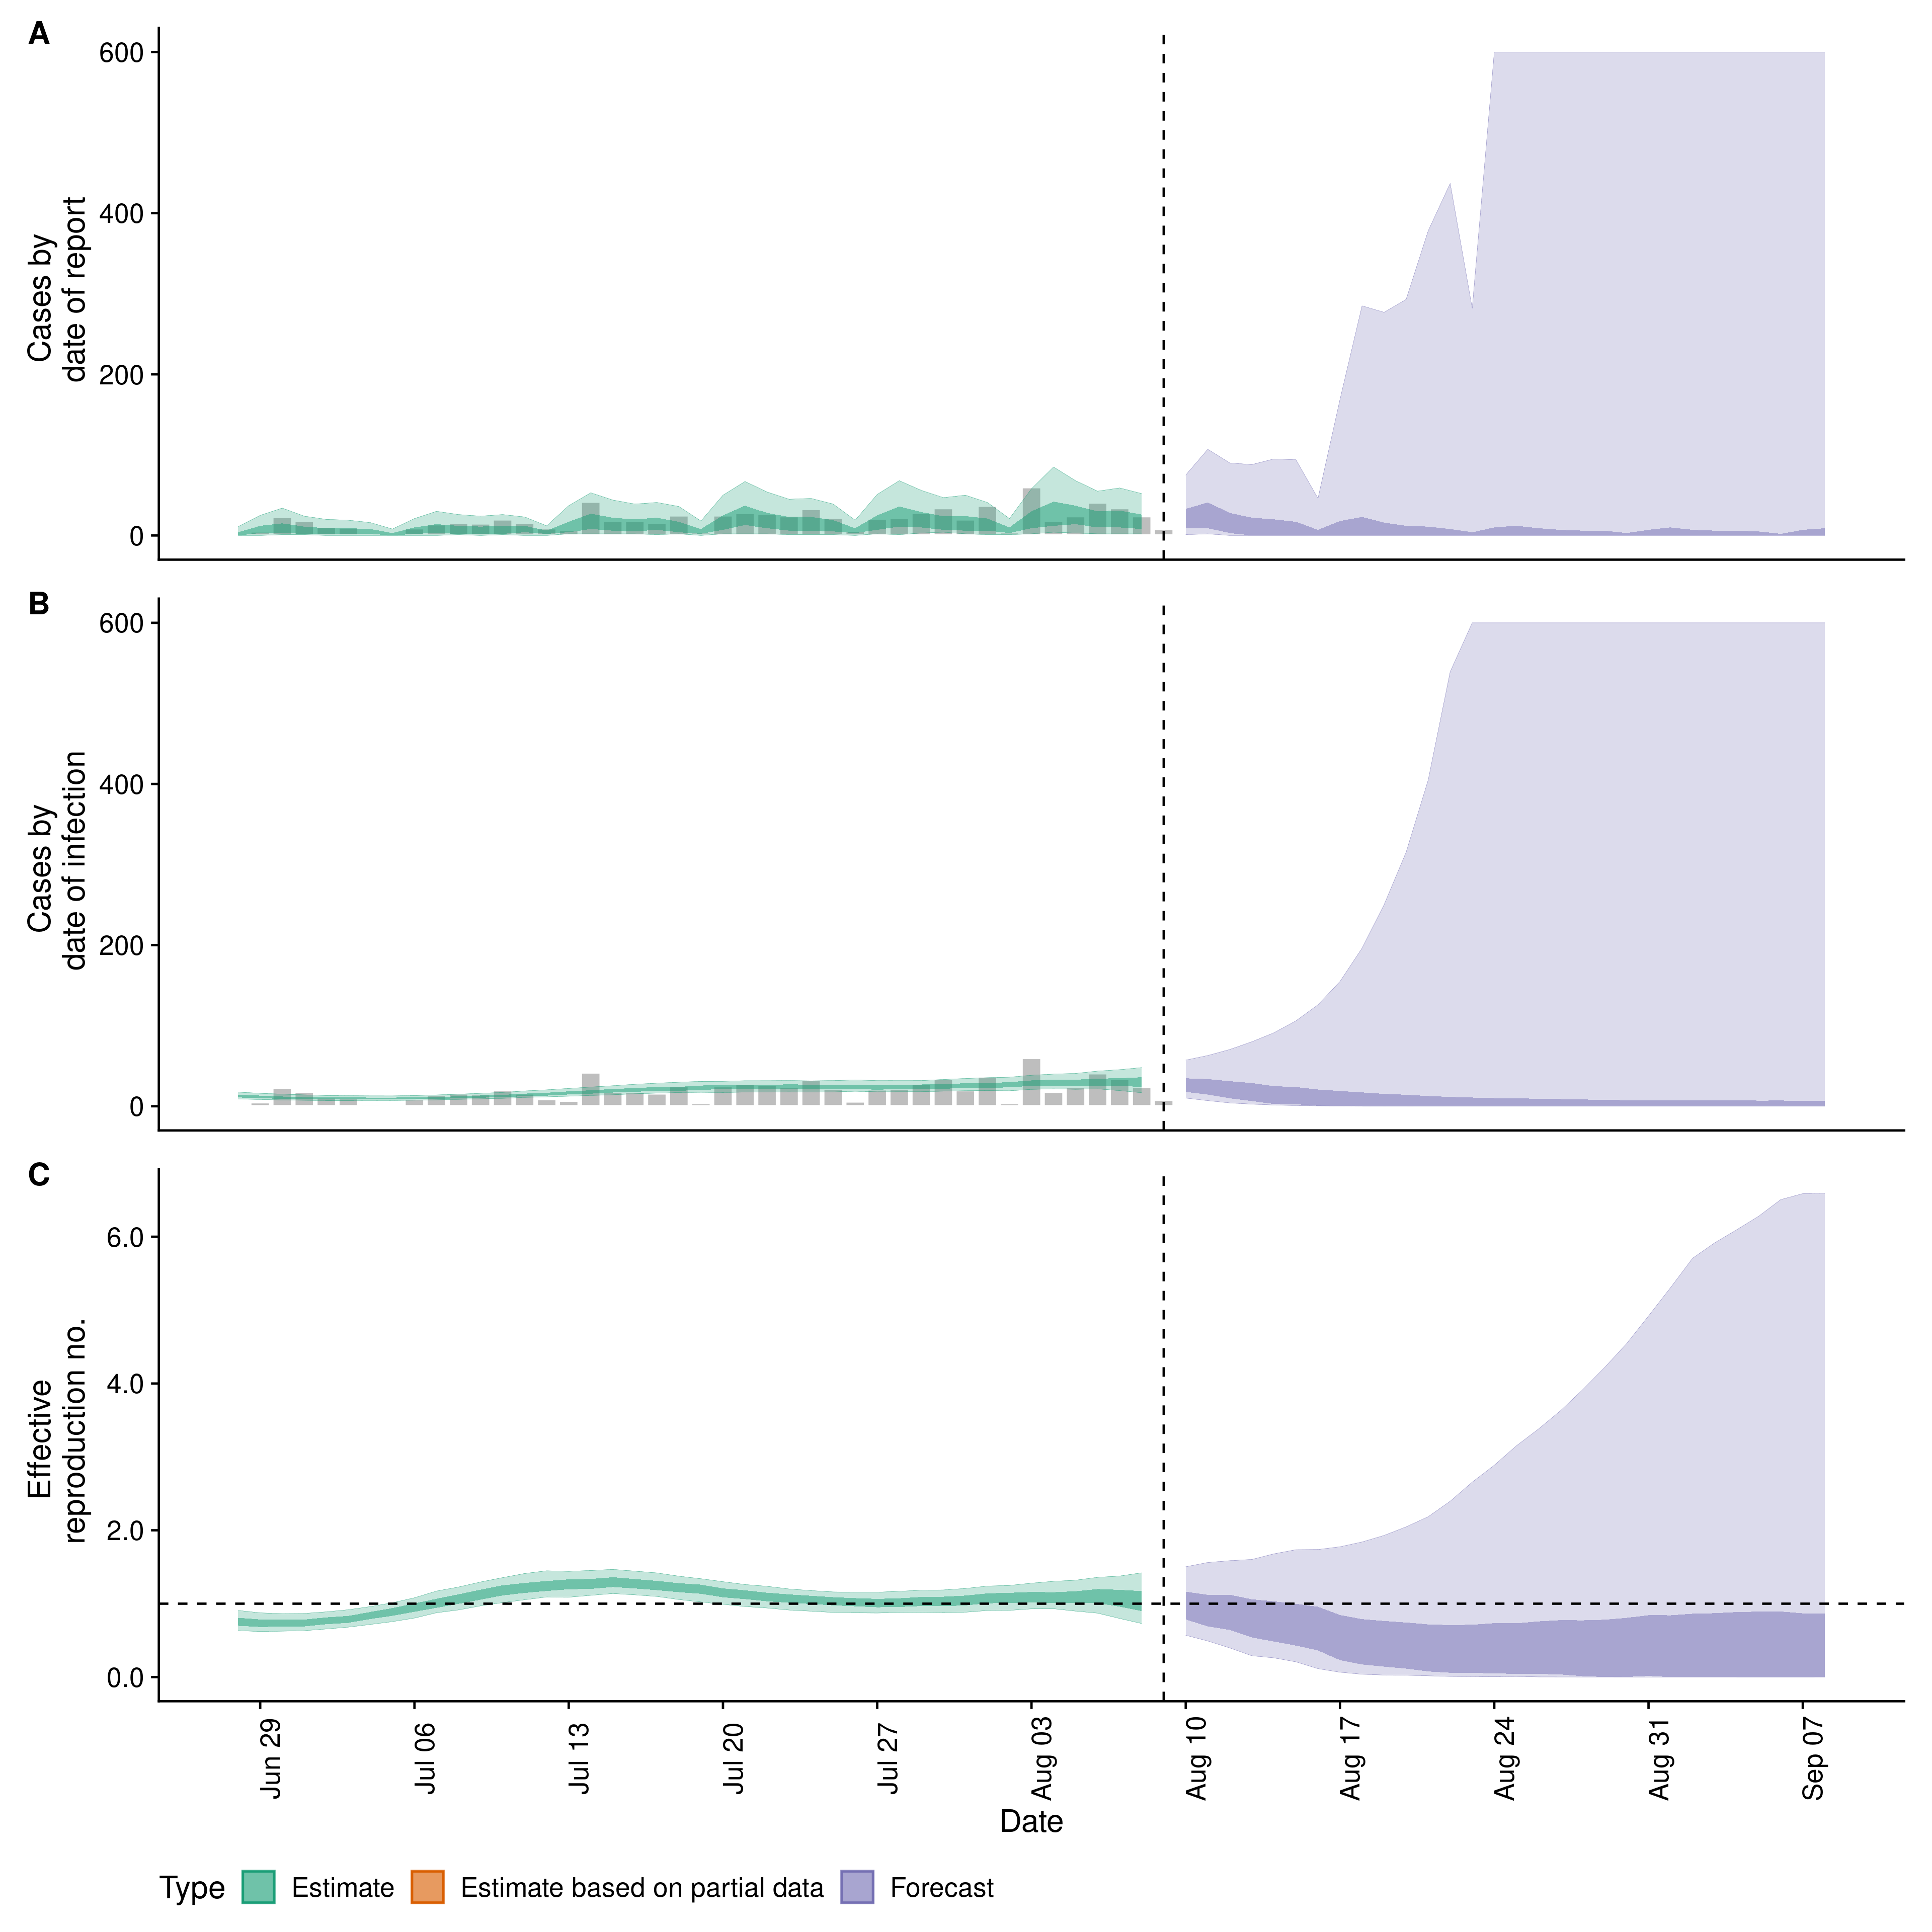 A
600
400
200
0
Cases by
date of report
B
600
400
200
0
Cases by
date of infection
C
6.0
4.0
2.0
0.0
Effective
reproduction no.
Jun 29
Jul 06
Jul 13
Jul 20
Jul 27
Aug 03
Aug 10
Aug 17
Aug 24
Aug 31
Sep 07
Date
Type Estimate Estimate based on partial data Forecast